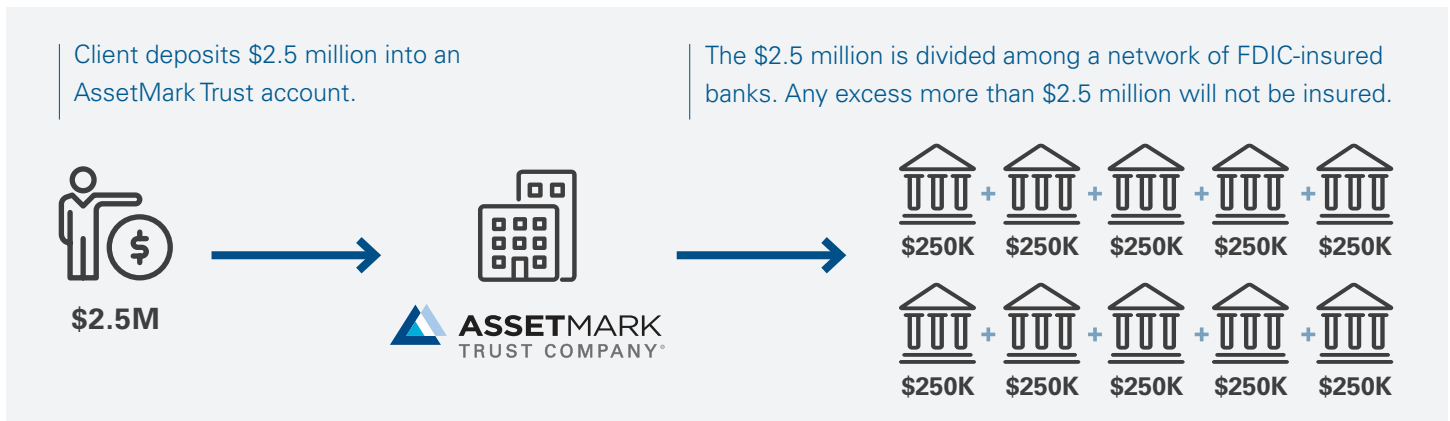 Client deposits $2.5 million into an
AssetMark Trust account.
The $2.5 million is divided among a network of FDIC-insured
banks. Any excess more than $2.5 million will not be insured.
$
$2.5M
ASSETMARK
TRUST COMPANY®
+ + + +
$250K $250K $250K $250K $250K
+ + + +
$250K $250K $250K $250K $250K